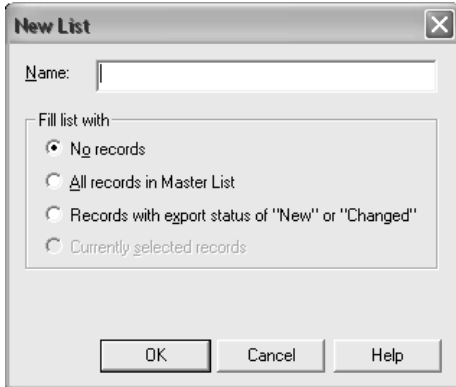 New List
Name:
Fill list with
No records
All records in Master List
Records with export status of "New" or "Changed"
Currently selected records
OK Cancel Help